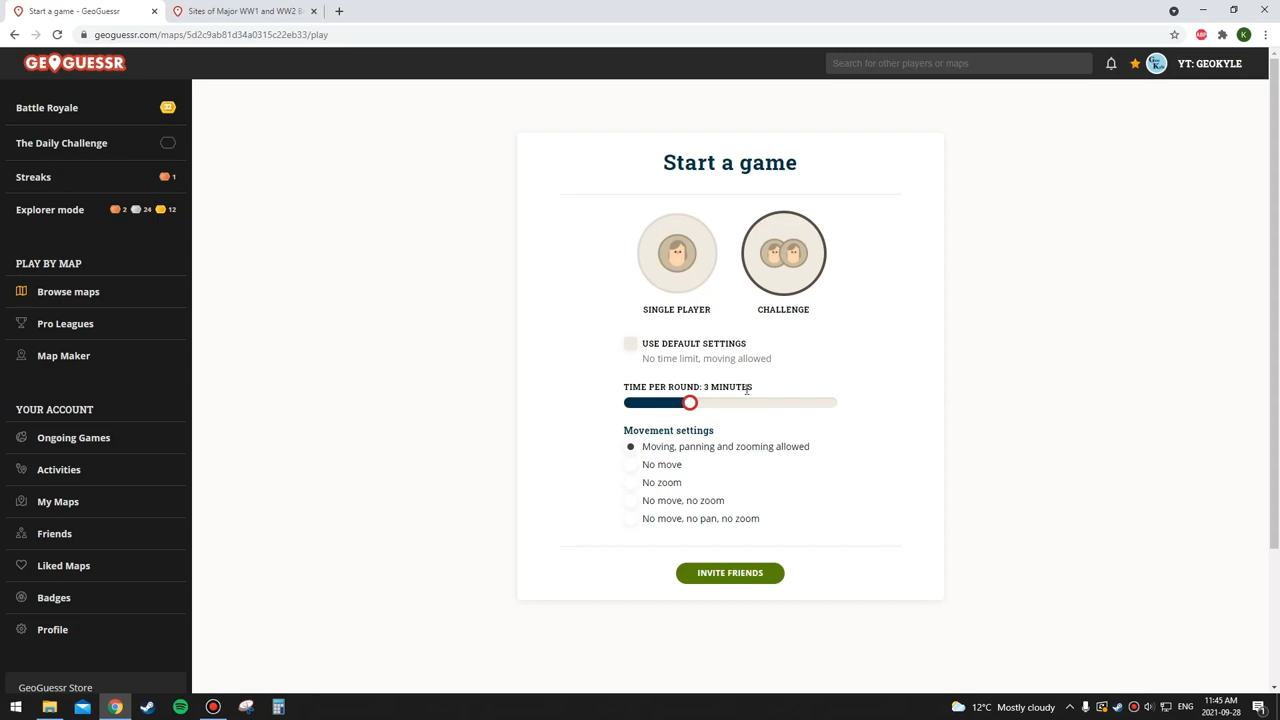 Start a game - GeoGuessr
Sites of Major WW1 and WW2 B
geoguessr.com/maps/5d2c9ab81d34a0315c22eb33/play
ABP
K
GEOGUESSR
Search for other players or maps
YT: GEOKYLE
Battle Royale
The Daily Challenge
Streaks
1
Explorer mode
2
24
12
PLAY BY MAP
Browse maps
Pro Leagues
Map Maker
YOUR ACCOUNT
Ongoing Games
Activities
My Maps
Friends
Liked Maps
Badges
Profile
GeoGuessr Store
Start a game
SINGLE PLAYER
CHALLENGE
USE DEFAULT SETTINGS
No time limit, moving allowed
TIME PER ROUND: 3 MINUTES
Movement settings
Moving, panning and zooming allowed
No move
No zoom
No move, no zoom
No move, no pan, no zoom
INVITE FRIENDS
12°C Mostly cloudy
ENG
11:45 AM
2021-09-28